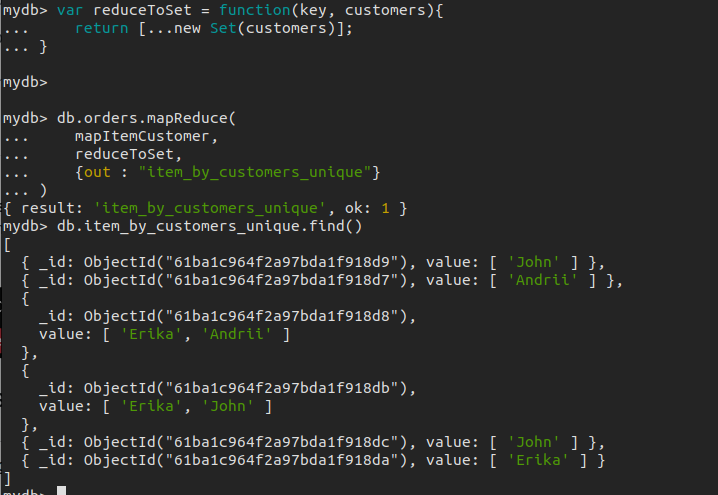 mydb> var reduceToSet = function(key, customers){
...     return [...new Set(customers)];
... }
mydb>
mydb> db.orders.mapReduce(
...     mapItemCustomer,
...     reduceToSet,
...     {out : "item_by_customers_unique"}
... )
{ result: 'item_by_customers_unique', ok: 1 }
mydb> db.item_by_customers_unique.find()
[
  { _id: ObjectId("61ba1c964f2a97bda1f918d9"), value: [ 'John' ] },
  { _id: ObjectId("61ba1c964f2a97bda1f918d7"), value: [ 'Andrii' ] },
  {
    _id: ObjectId("61ba1c964f2a97bda1f918d8"),
    value: [ 'Erika', 'Andrii' ]
  },
  {
    _id: ObjectId("61ba1c964f2a97bda1f918db"),
    value: [ 'Erika', 'John' ]
  },
  { _id: ObjectId("61ba1c964f2a97bda1f918dc"), value: [ 'John' ] },
  { _id: ObjectId("61ba1c964f2a97bda1f918da"), value: [ 'Erika' ] }
]
mydb>